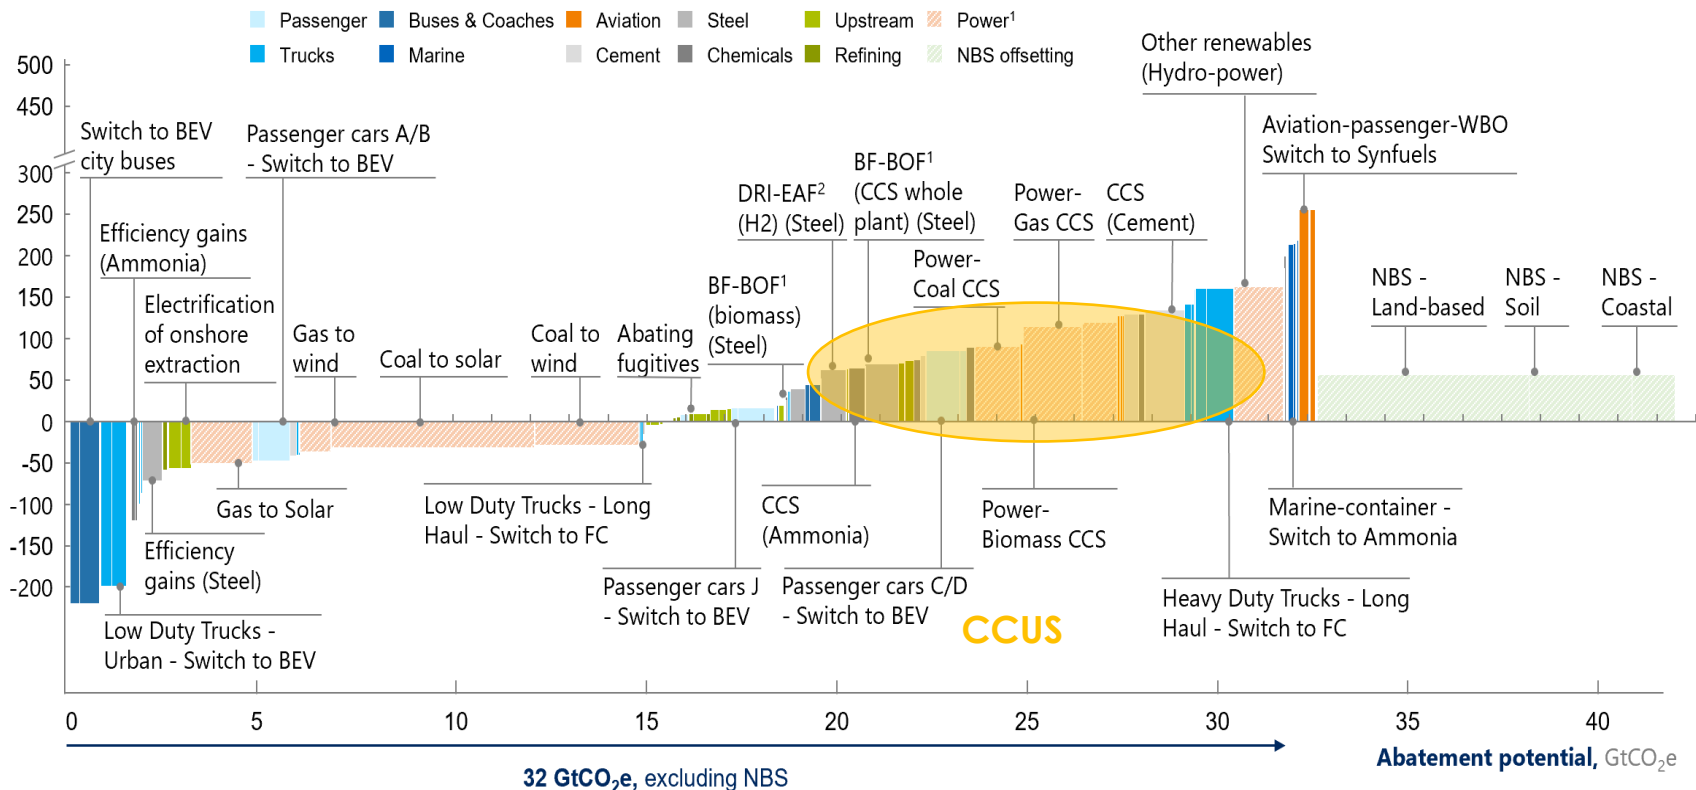 Passenger
Buses & Coaches
Aviation
Steel
Upstream
Power¹
Trucks
Marine
Cement
Chemicals
Refining
NBS offsetting
500
450
300
250
200
150
100
50
0
-50
-100
-150
-200
Switch to BEV
city buses
Passenger cars A/B
- Switch to BEV
Efficiency gains
(Ammonia)
Electrification
of onshore
extraction
Gas to
wind
Coal to solar
Coal to
wind
Abating
fugitives
BF-BOF¹
(biomass)
(Steel)
DRI-EAF²
(H2) (Steel)
BF-BOF¹
(CCS whole
plant) (Steel)
Power-
Coal CCS
Power-
Gas CCS
CCS
(Cement)
Other renewables
(Hydro-power)
Aviation-passenger-WBO
Switch to Synfuels
NBS -
Land-based
NBS -
Soil
NBS -
Coastal
Gas to Solar
Efficiency
gains (Steel)
Low Duty Trucks -
Urban - Switch to BEV
Low Duty Trucks - Long
Haul - Switch to FC
Passenger cars J
- Switch to BEV
CCS
(Ammonia)
Passenger cars C/D
- Switch to BEV
Power-
Biomass CCS
CCUS
Marine-container -
Switch to Ammonia
Heavy Duty Trucks - Long
Haul - Switch to FC
0
5
10
15
20
25
30
35
40
Abatement potential, GtCO₂e
32 GtCO₂e, excluding NBS